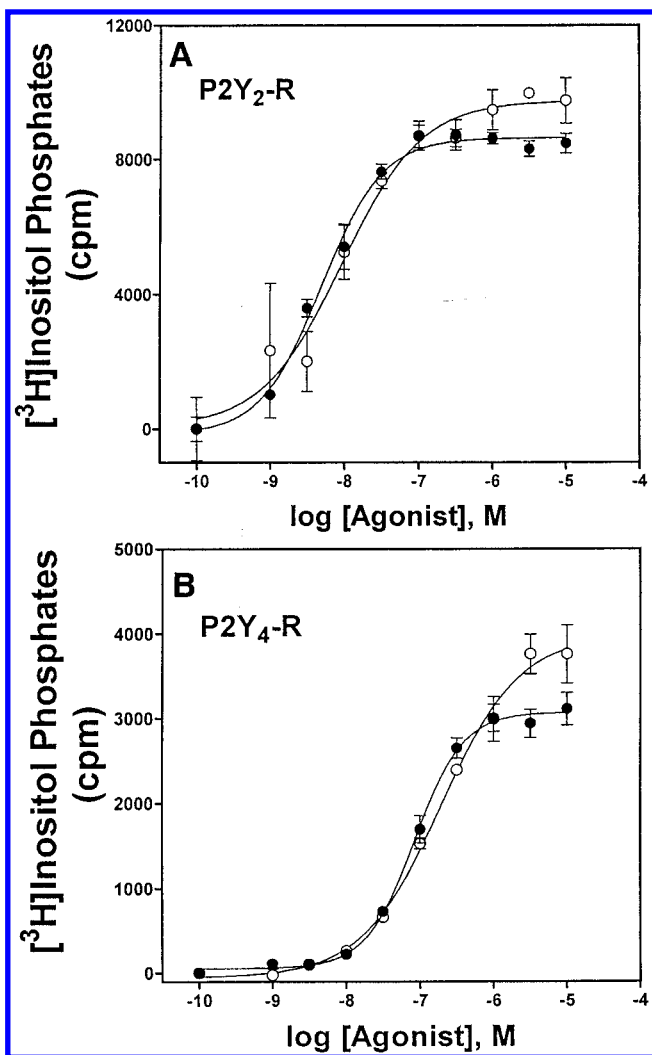 A
P2Y₂-R
[³H]Inositol Phosphates
(cpm)
12000
8000
4000
0
-10 -9 -8 -7 -6 -5 -4
log [Agonist], M
B
P2Y₄-R
[³H]Inositol Phosphates
(cpm)
5000
4000
3000
2000
1000
0
-10 -9 -8 -7 -6 -5 -4
log [Agonist], M